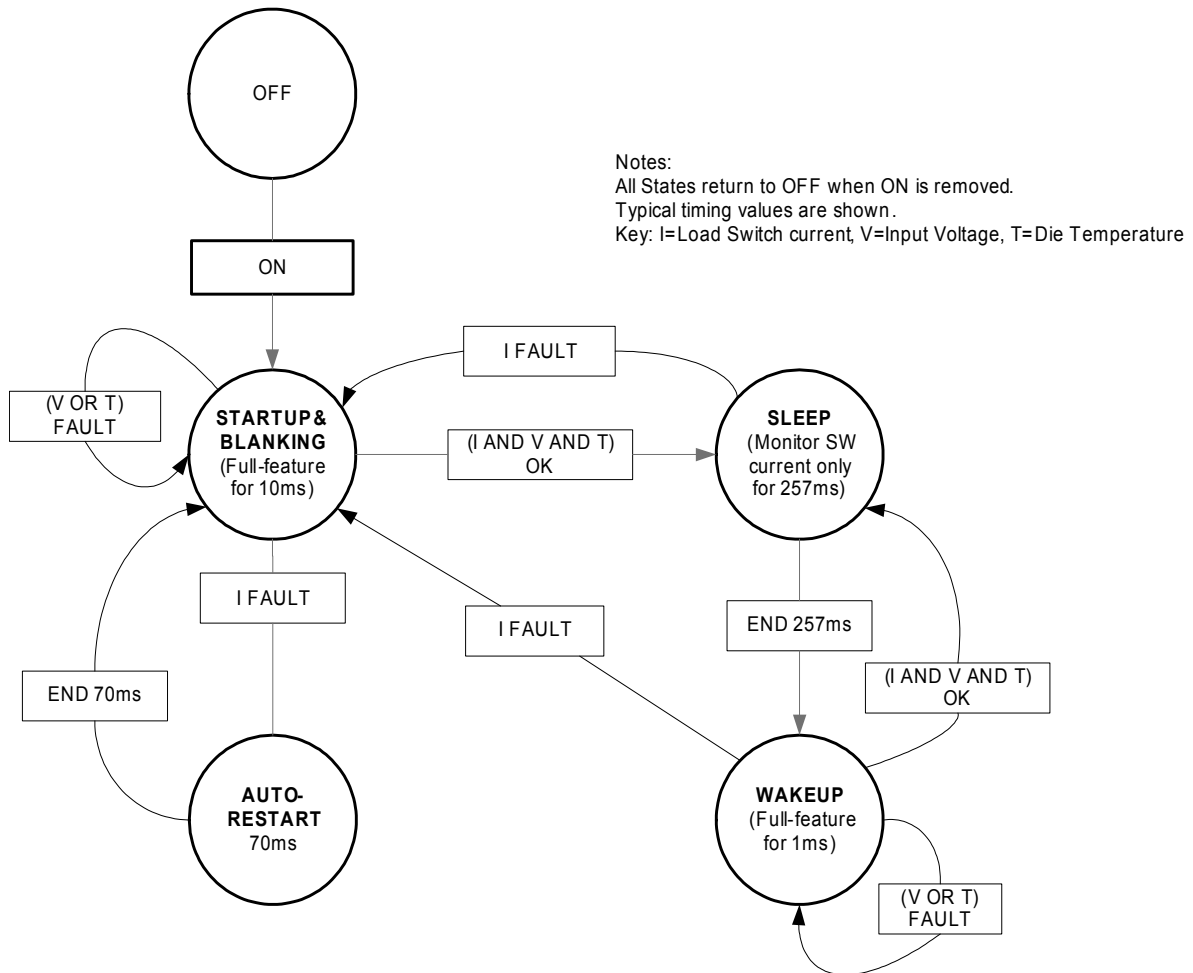 OFF
Notes:
All States return to OFF when ON is removed.
Typical timing values are shown.
Key: I=Load Switch current, V=Input Voltage, T=Die Temperature
ON
I FAULT
(V OR T)
FAULT
STARTUP&
BLANKING
(Full-feature
for 10ms)
(I AND V AND T)
OK
SLEEP
(Monitor SW
current only
for 257ms)
I FAULT
I FAULT
END 257ms
END 70ms
(I AND V AND T)
OK
AUTO-
RESTART
70ms
WAKEUP
(Full-feature
for 1ms)
(V OR T)
FAULT